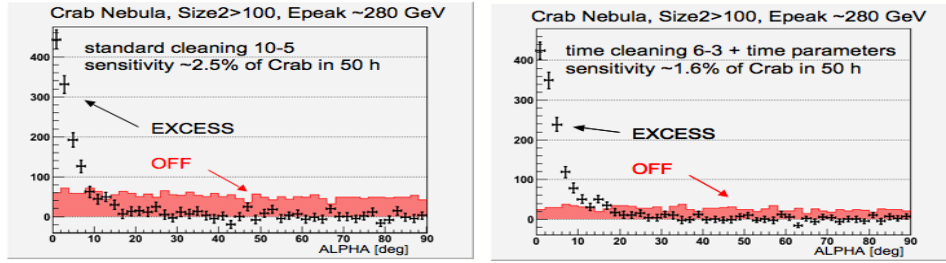 Crab Nebula, Size2>100, Epeak ~280 GeV
standard cleaning 10-5
sensitivity ~2.5% of Crab in 50 h
EXCESS
OFF
400
300
200
100
0
0 10 20 30 40 50 60 70 80 90
ALPHA [deg]
Crab Nebula, Size2>100, Epeak ~280 GeV
time cleaning 6-3 + time parameters
sensitivity ~1.6% of Crab in 50 h
EXCESS
OFF
400
300
200
100
0
0 10 20 30 40 50 60 70 80 90
ALPHA [deg]